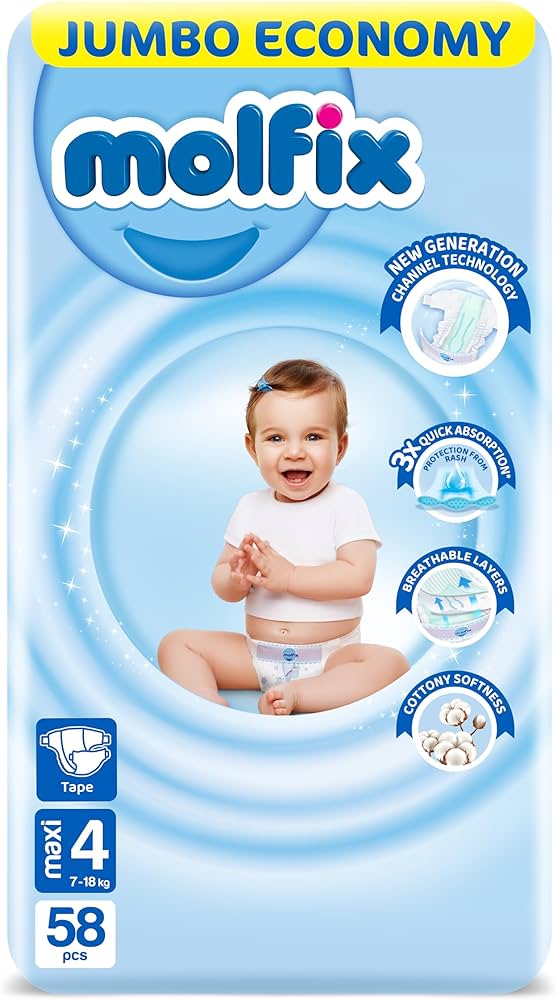 JUMBO ECONOMY
molfix
NEW GENERATION
CHANNEL TECHNOLOGY
3X QUICK ABSORPTION*
PROTECTION FROM
RASH
BREATHABLE LAYERS
molfix
COTTONY SOFTNESS
Tape
maxi
4
7-18 kg
58
pcs